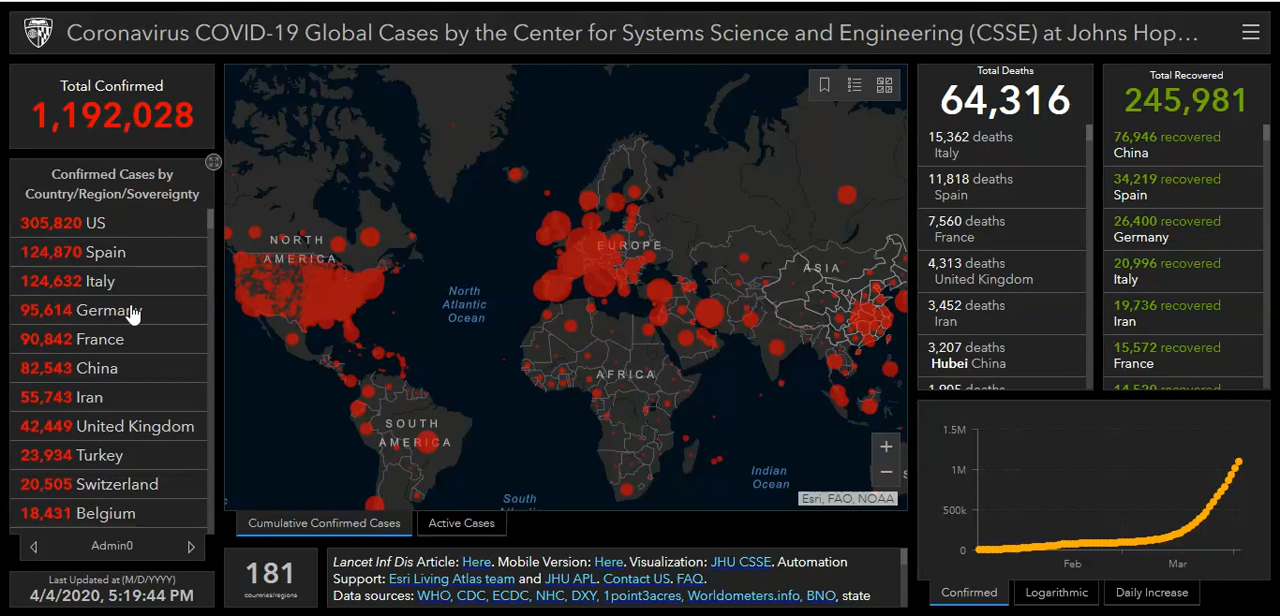 Coronavirus COVID-19 Global Cases by the Center for Systems Science and Engineering (CSSE) at Johns Hop...
Total Confirmed
1,192,028
Confirmed Cases by
Country/Region/Sovereignty
305,820 US
124,870 Spain
124,632 Italy
95,614 Germany
90,842 France
82,543 China
55,743 Iran
42,449 United Kingdom
23,934 Turkey
20,505 Switzerland
18,431 Belgium
Admin0
Last Updated at (M/D/YYYY)
4/4/2020, 5:19:44 PM
NORTH
AMERICA
EUROPE
ASIA
North
Atlantic
Ocean
AFRICA
SOUTH
AMERICA
Indian
Ocean
South
Esri, FAO, NOAA
Cumulative Confirmed Cases
Active Cases
181
countries/regions
Lancet Inf Dis Article: Here. Mobile Version: Here. Visualization: JHU CSSE. Automation
Support: Esri Living Atlas team and JHU APL. Contact US. FAQ.
Data sources: WHO, CDC, ECDC, NHC, DXY, 1point3acres, Worldometers.info, BNO, state
Total Deaths
64,316
15,362 deaths
Italy
11,818 deaths
Spain
7,560 deaths
France
4,313 deaths
United Kingdom
3,452 deaths
Iran
3,207 deaths
Hubei China
Total Recovered
245,981
76,946 recovered
China
34,219 recovered
Spain
26,400 recovered
Germany
20,996 recovered
Italy
19,736 recovered
Iran
15,572 recovered
France
1.5M
1M
500k
0
Feb
Mar
Confirmed
Logarithmic
Daily Increase